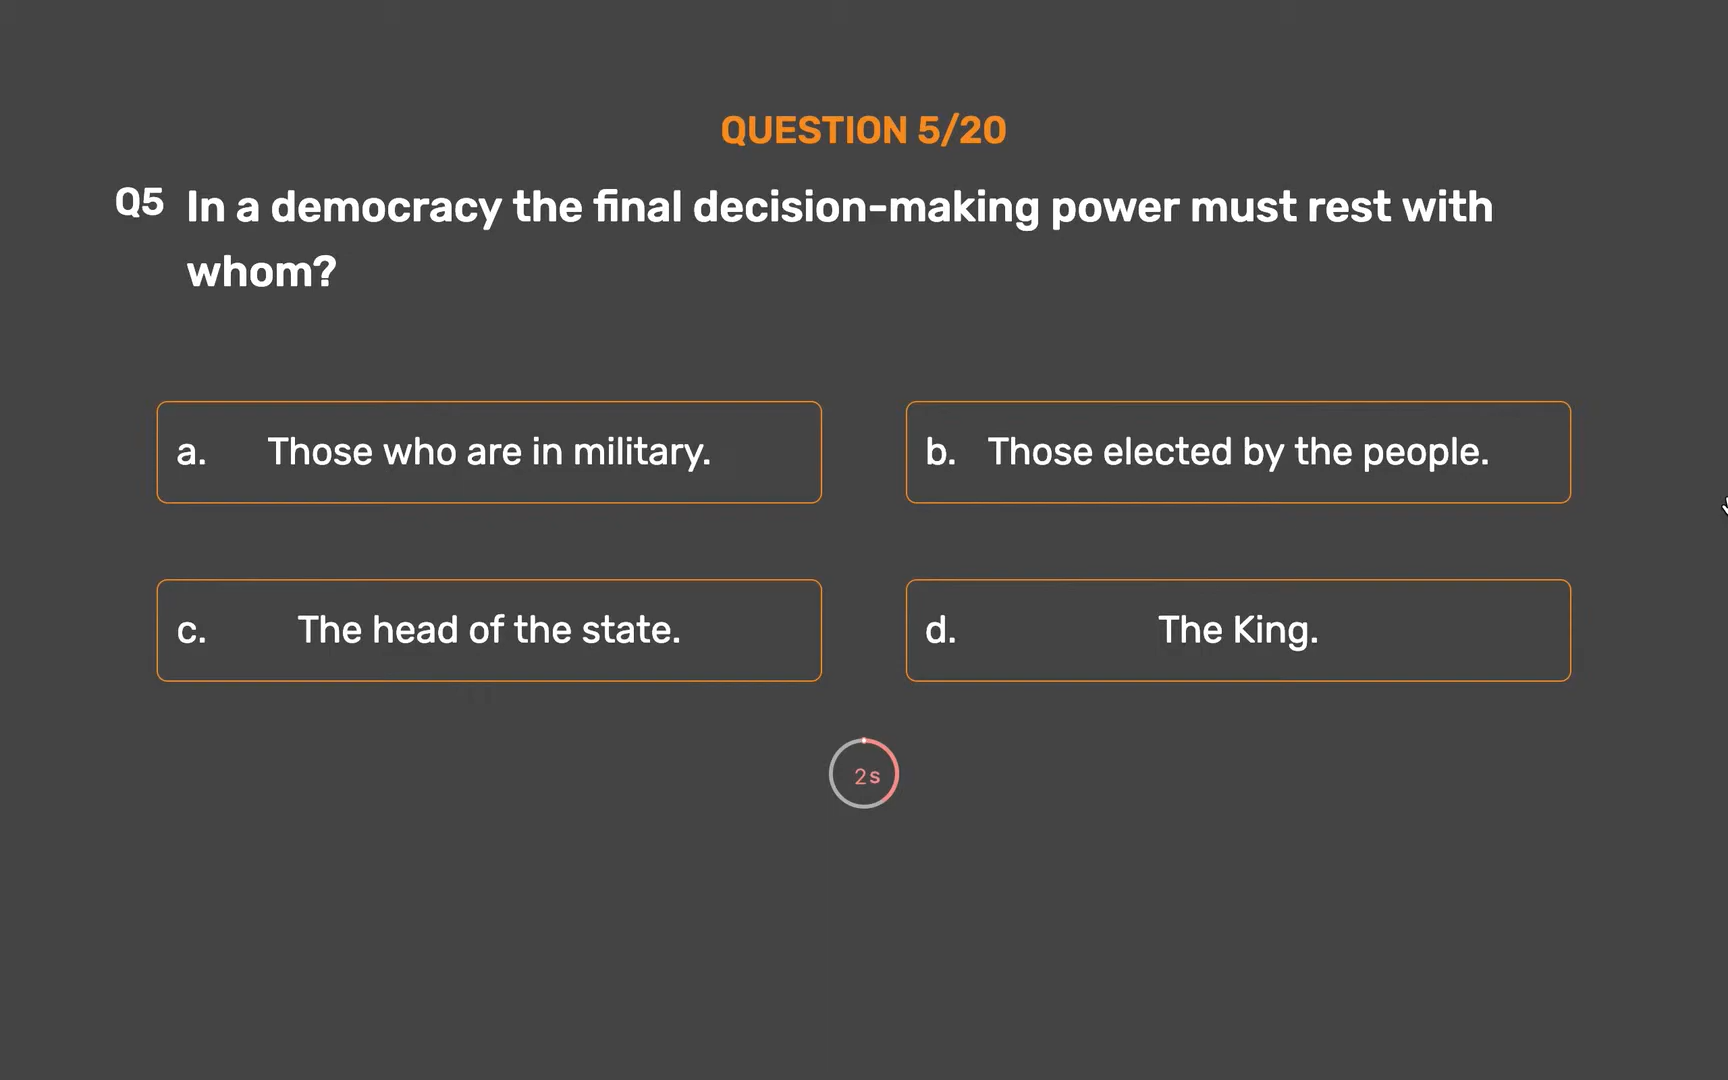 QUESTION 5/20
Q5 In a democracy the final decision-making power must rest with
whom?
a. Those who are in military.
b. Those elected by the people.
c. The head of the state.
d. The King.
2s